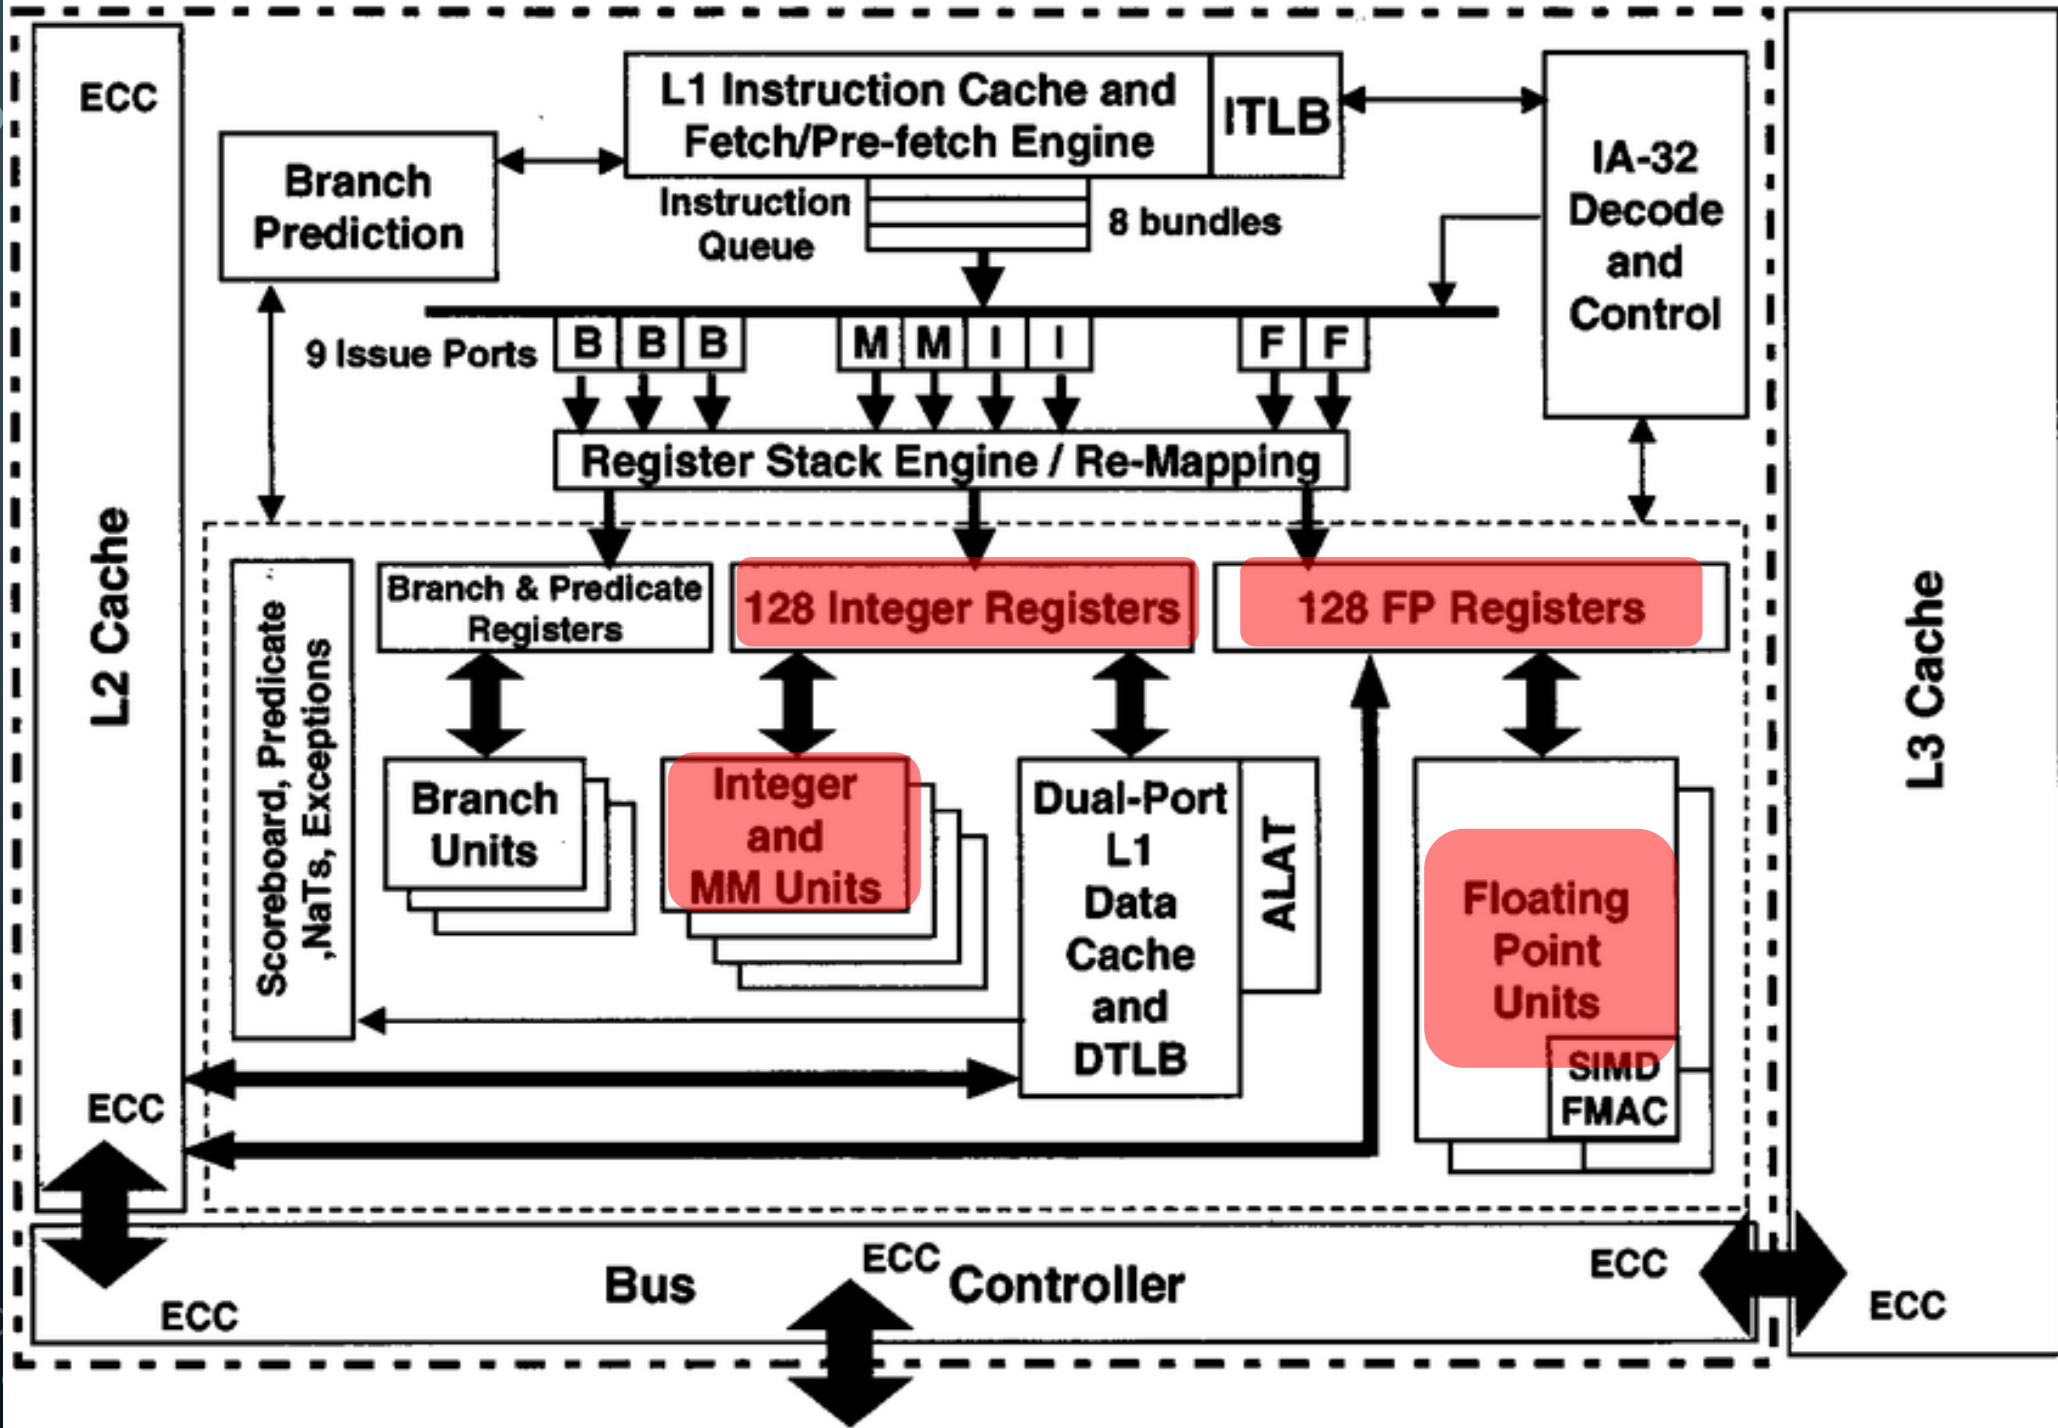 ECC
L1 Instruction Cache and
Fetch/Pre-fetch Engine
ITLB
IA-32
Decode
and
Control
Branch
Prediction
Instruction
Queue
8 bundles
9 Issue Ports
B B B M M I I F F
Register Stack Engine / Re-Mapping
L2 Cache
L3 Cache
Scoreboard, Predicate
,NaTs, Exceptions
Branch & Predicate
Registers
128 Integer Registers
128 FP Registers
Branch
Units
Integer
and
MM Units
Dual-Port
L1
Data
Cache
and
DTLB
ALAT
Floating
Point
Units
SIMD
FMAC
ECC
ECC
Bus
ECC
Controller
ECC
ECC